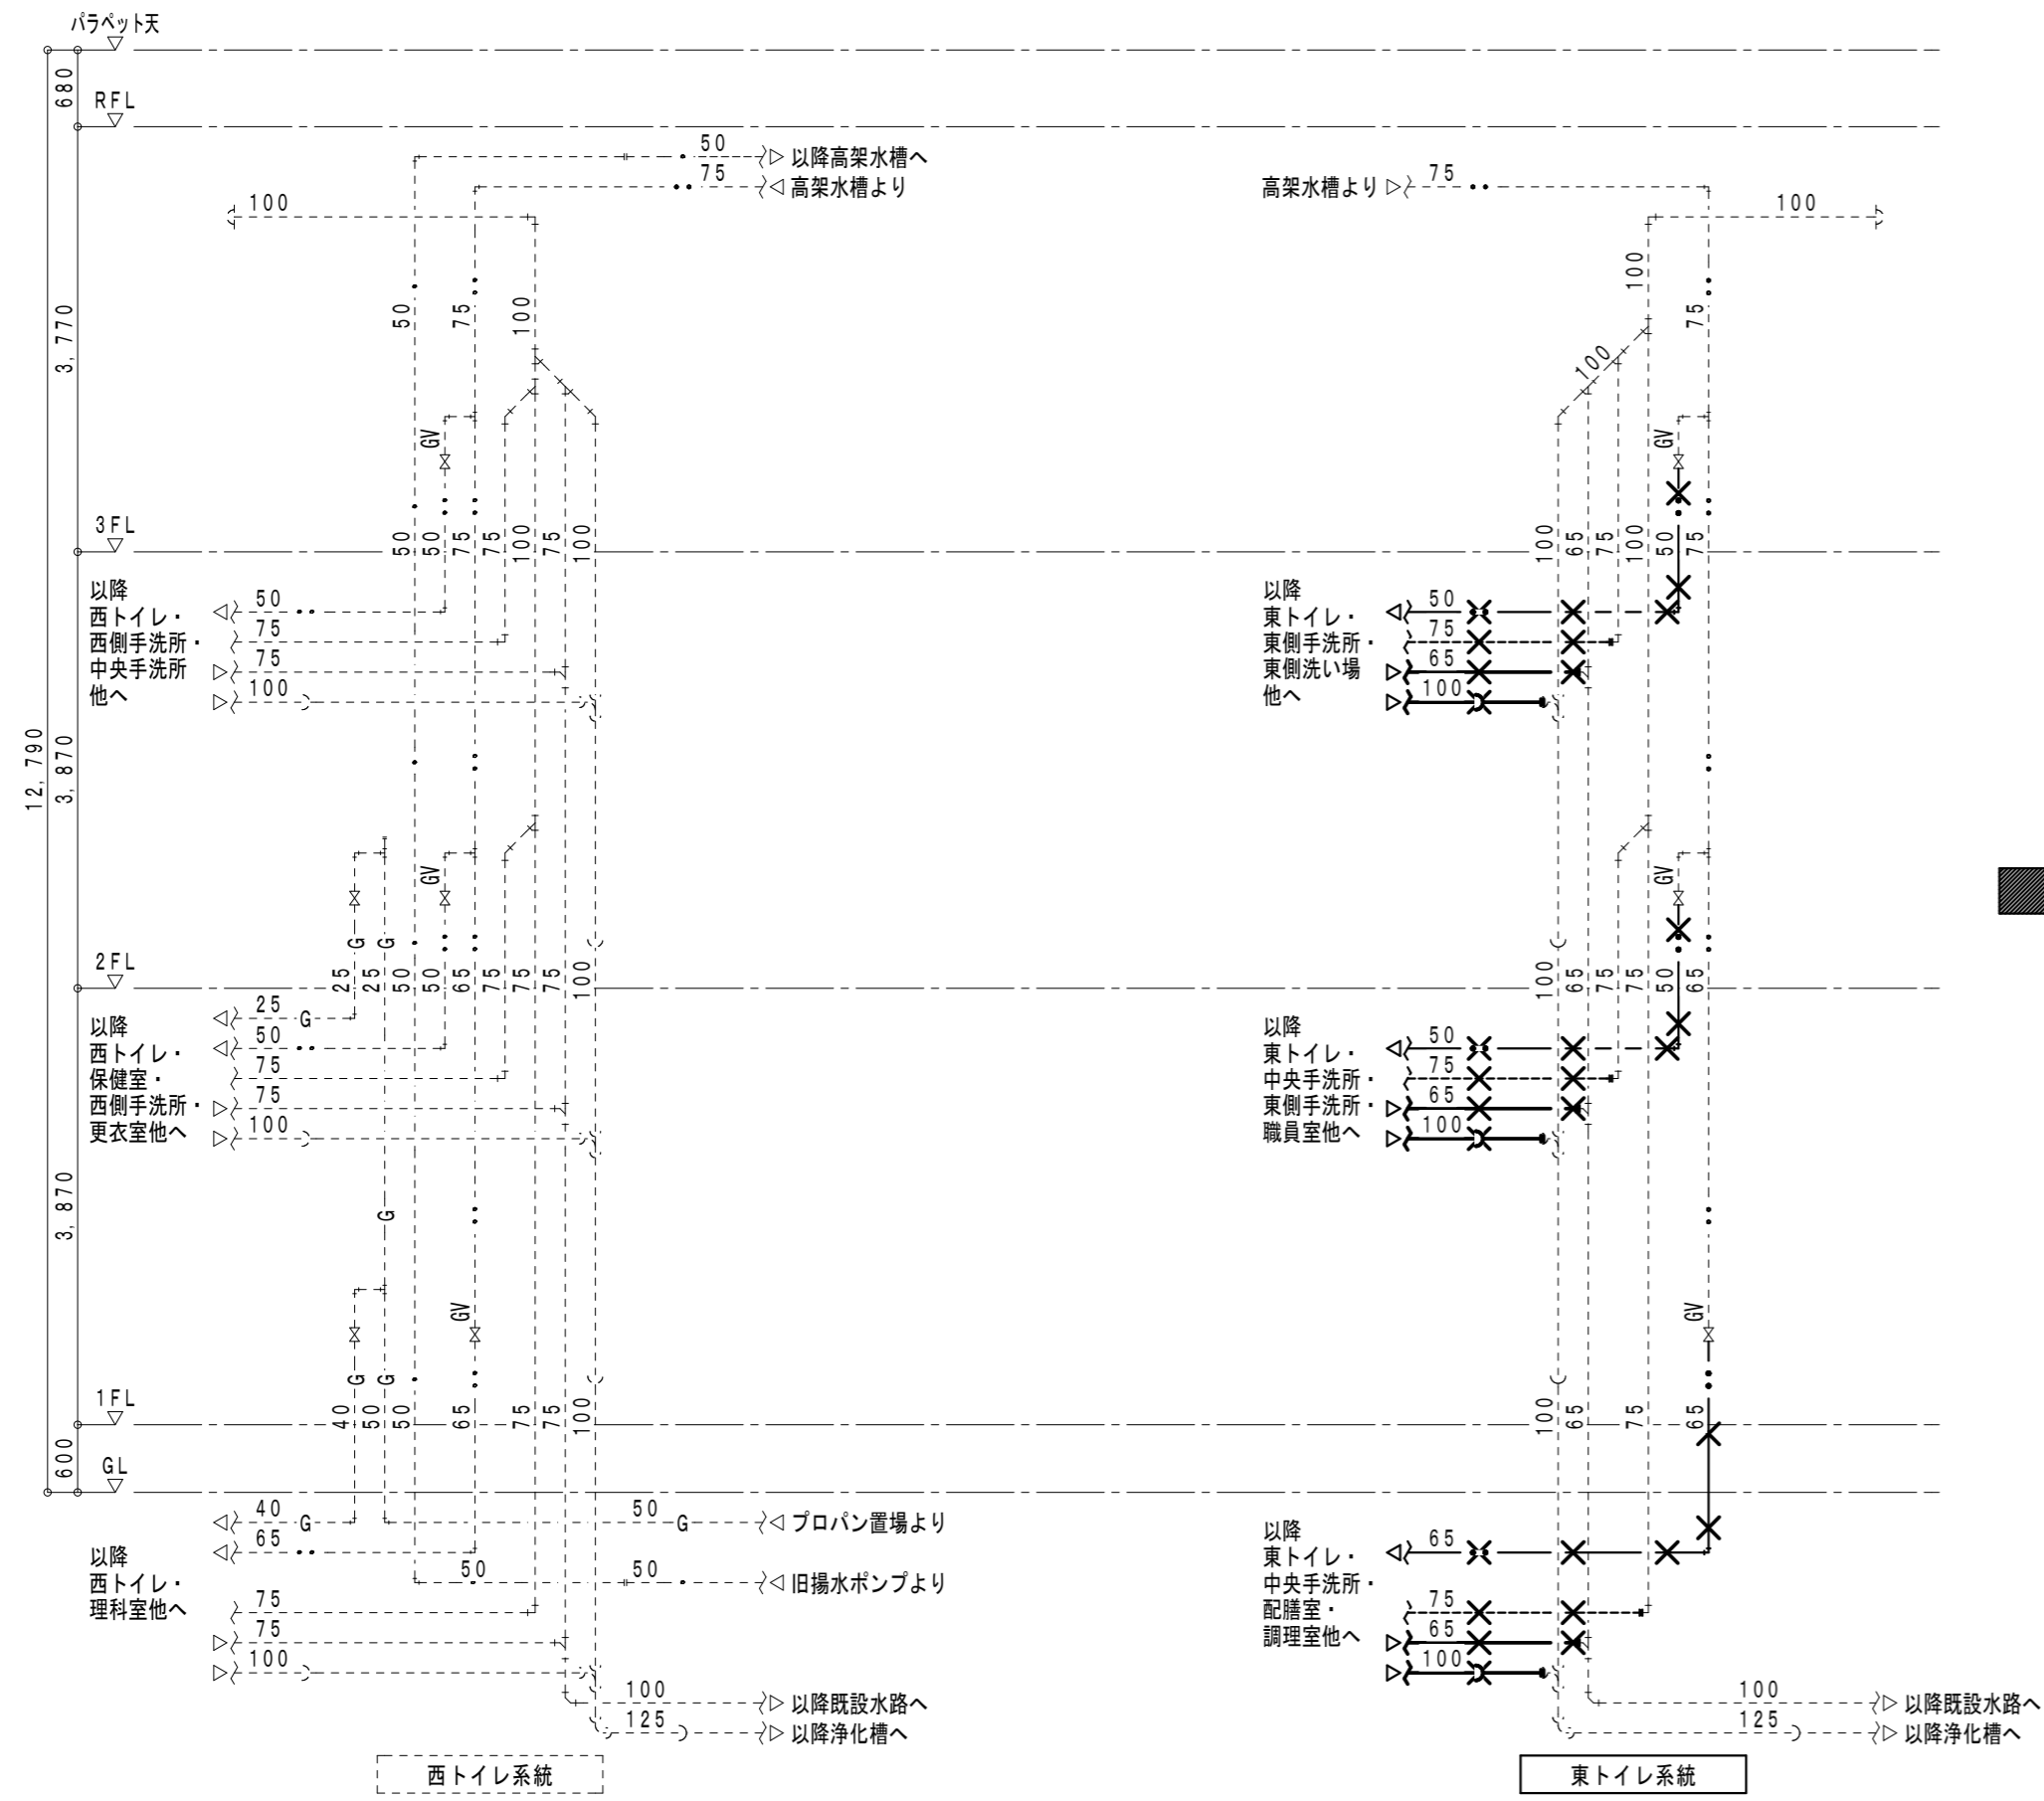 パラペット天
680
RFL
50
以降高架水槽へ
75
高架水槽より
高架水槽より
75
100
100
3,770
50
75
100
100
100
75
GV
GV
3FL
50
50
75
75
100
75
100
100
65
75
100
50
75
以降
西トイレ・
西側手洗所・
中央手洗所
他へ
50
75
75
100
以降
東トイレ・
東側手洗所・
東側洗い場
他へ
50
75
65
100
12,790
3,870
GV
GV
G
G
2FL
25
25
50
50
65
75
75
75
100
100
65
75
75
50
65
以降
西トイレ・
保健室・
西側手洗所・
更衣室他へ
25
G
50
75
75
100
以降
東トイレ・
中央手洗所・
東側手洗所・
職員室他へ
50
75
65
100
3,870
G
GV
GV
G
G
1FL
40
50
50
65
75
75
100
100
65
75
65
600
GL
40
G
65
以降
西トイレ・
理科室他へ
75
75
100
50
G
プロパン置場より
50
50
旧揚水ポンプより
100
以降既設水路へ
125
以降浄化槽へ
以降
東トイレ・
中央手洗所・
配膳室・
調理室他へ
65
75
65
100
100
以降既設水路へ
125
以降浄化槽へ
西トイレ系統
東トイレ系統